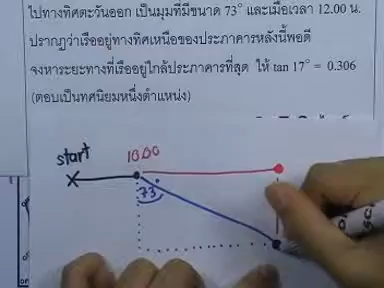 ไปทางทิศตะวันออก เป็นมุมที่มีขนาด 73° และเมื่อเวลา 12.00 น.
ปรากฏว่าเรืออยู่ทางทิศเหนือของประภาคารหลังนี้พอดี
จงหาระยะทางที่เรืออยู่ใกล้ประภาคารที่สุด ให้ tan 17° = 0.306
(ตอบเป็นทศนิยมหนึ่งตำแหน่ง)
start
10.00
73°